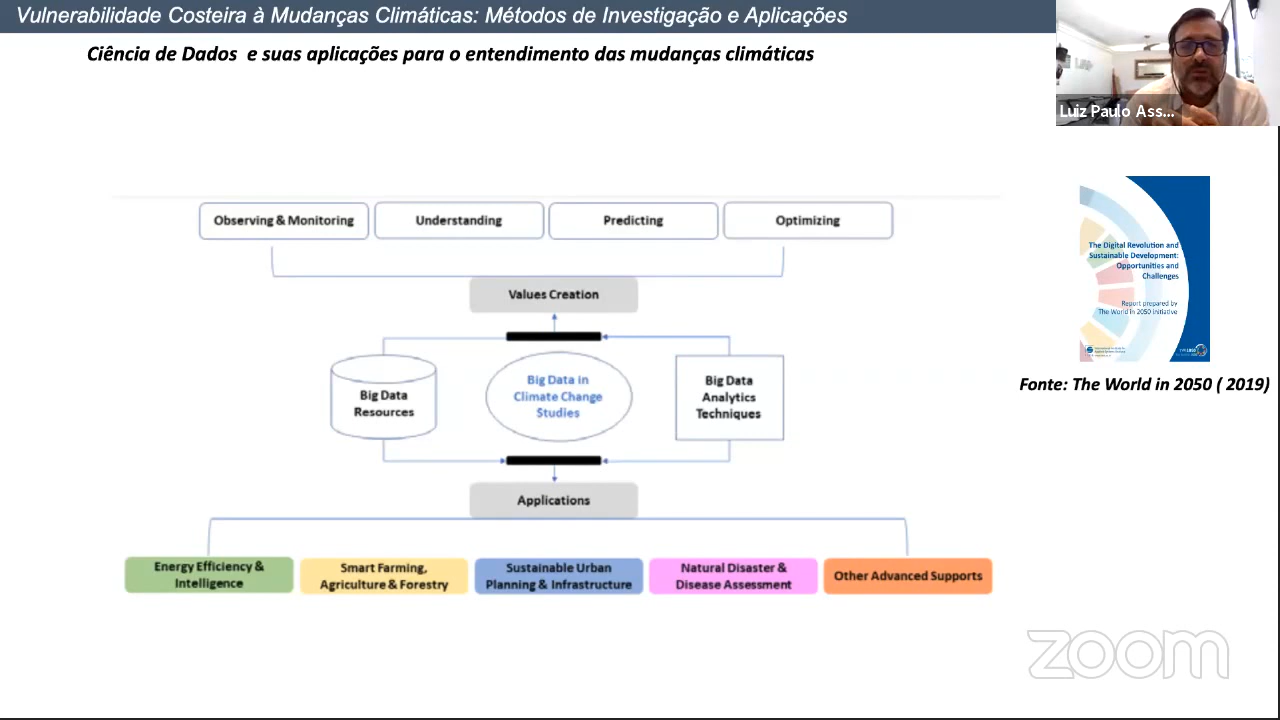 Vulnerabilidade Costeira à Mudanças Climáticas: Métodos de Investigação e Aplicações
Ciência de Dados e suas aplicações para o entendimento das mudanças climáticas
Luiz Paulo Ass...
Observing & Monitoring
Understanding
Predicting
Optimizing
Values Creation
Big Data
Resources
Big Data in
Climate Change
Studies
Big Data
Analytics
Techniques
Applications
Energy Efficiency &
Intelligence
Smart Farming,
Agriculture & Forestry
Sustainable Urban
Planning & Infrastructure
Natural Disaster &
Disease Assessment
Other Advanced Supports
The Digital Revolution and
Sustainable Development:
Opportunities and
Challenges
Report prepared by
The World in 2050 initiative
Fonte: The World in 2050 ( 2019)
zoom